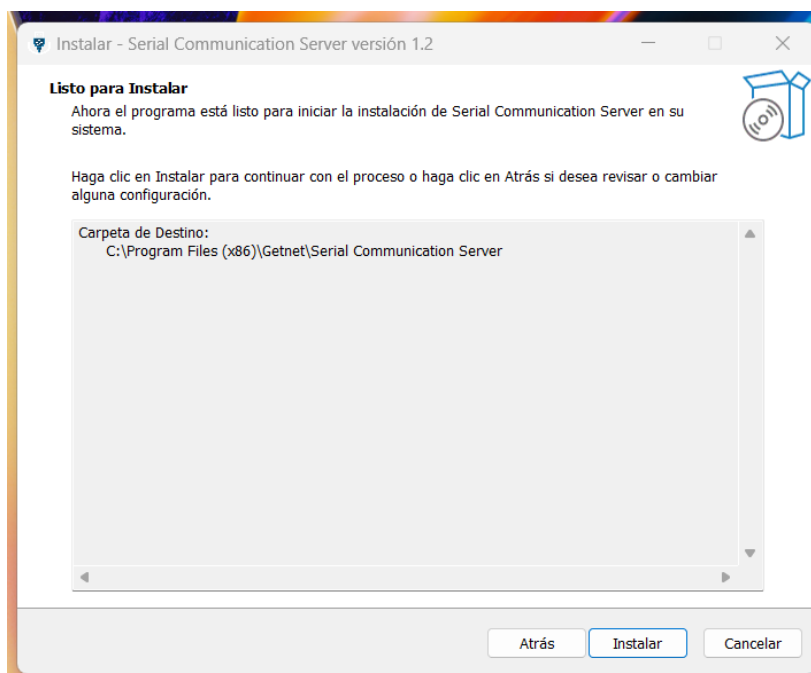 Instalar - Serial Communication Server versión 1.2
Listo para Instalar
Ahora el programa está listo para iniciar la instalación de Serial Communication Server en su
sistema.
Haga clic en Instalar para continuar con el proceso o haga clic en Atrás si desea revisar o cambiar
alguna configuración.
Carpeta de Destino:
C:\Program Files (x86)\Getnet\Serial Communication Server
Atrás Instalar Cancelar